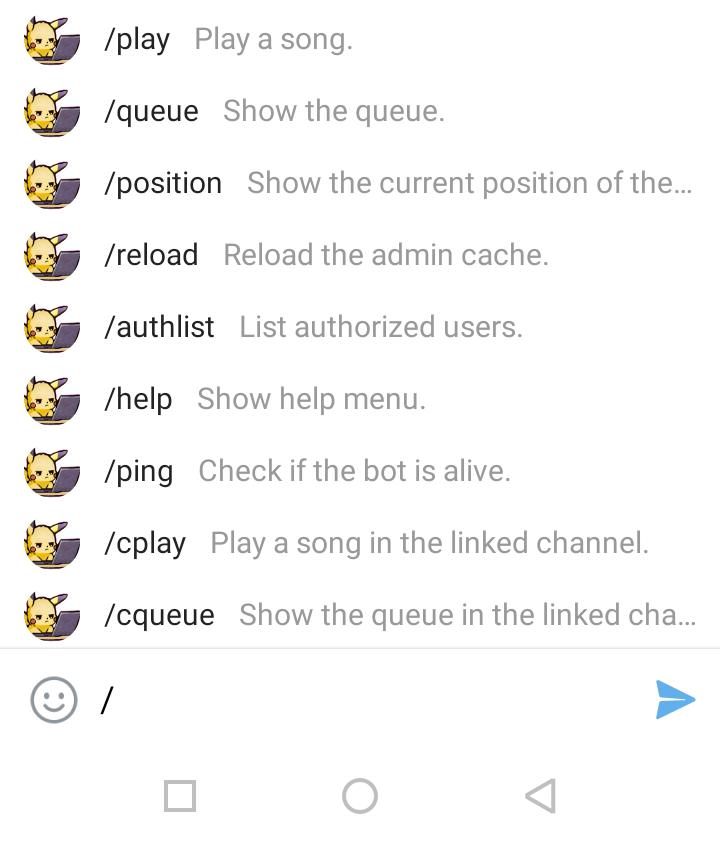 /play Play a song.
/queue Show the queue.
/position Show the current position of the...
/reload Reload the admin cache.
/authlist List authorized users.
/help Show help menu.
/ping Check if the bot is alive.
/cplay Play a song in the linked channel.
/cqueue Show the queue in the linked cha...
/